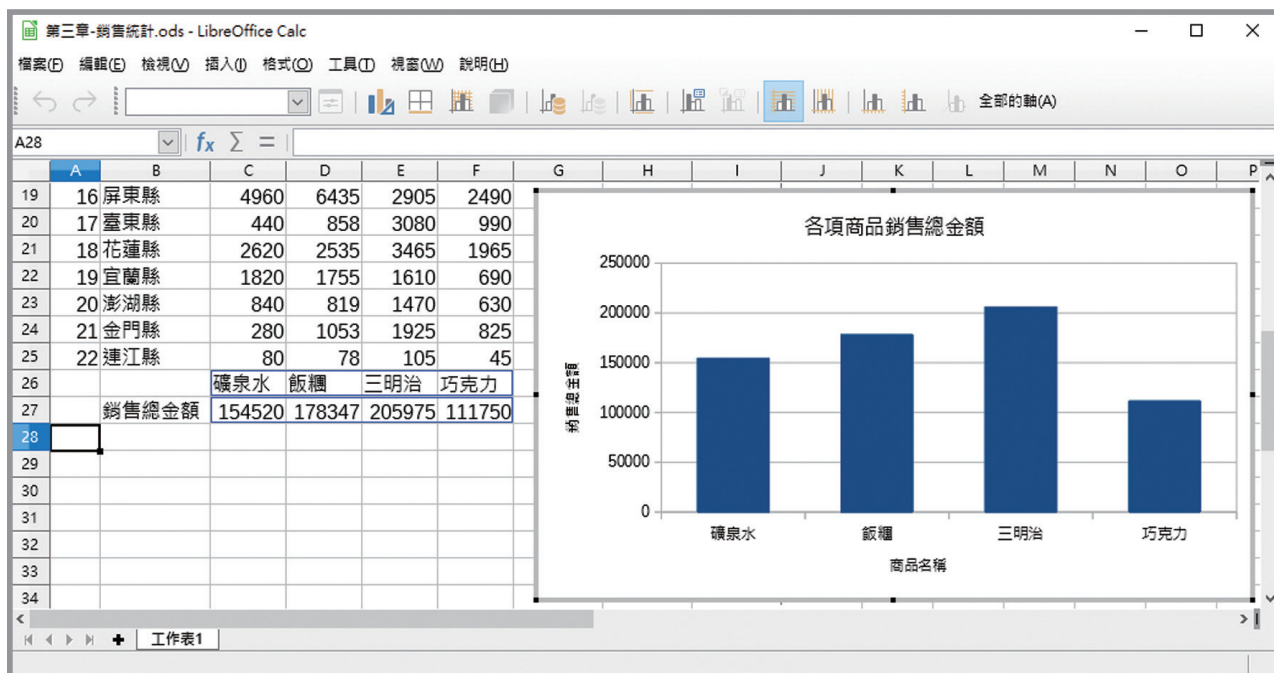 第三章-銷售統計.ods - LibreOffice Calc
檔案(F) 編輯(E) 檢視(V) 插入(I) 格式(O) 工具(T) 視窗(W) 說明(H)
全部的軸(A)
A28 fx Σ =
A B C D E F G H I J K L M N O P
19 16 屏東縣 4960 6435 2905 2490
20 17 臺東縣 440 858 3080 990
21 18 花蓮縣 2620 2535 3465 1965
22 19 宜蘭縣 1820 1755 1610 690
23 20 澎湖縣 840 819 1470 630
24 21 金門縣 280 1053 1925 825
25 22 連江縣 80 78 105 45
26 礦泉水 飯糰 三明治 巧克力
27 銷售總金額 154520 178347 205975 111750
28
29
30
31
32
33
34
各項商品銷售總金額
銷售總金額
250000
200000
150000
100000
50000
0
礦泉水 飯糰 三明治 巧克力
商品名稱
工作表1